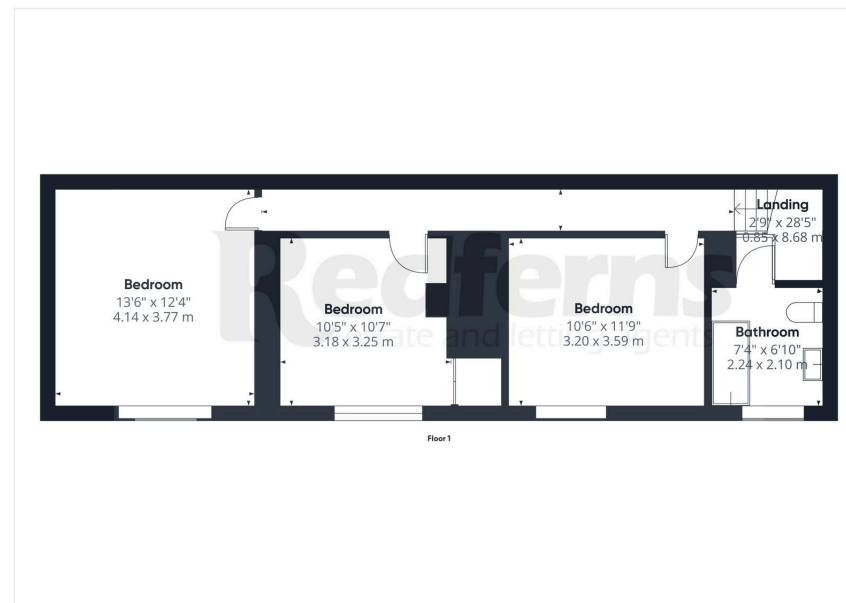 Redferns
estate and letting agents
Landing
2'9" x 28'5"
0.85 x 8.68 m
Bedroom
13'6" x 12'4"
4.14 x 3.77 m
Bedroom
10'5" x 10'7"
3.18 x 3.25 m
Bedroom
10'6" x 11'9"
3.20 x 3.59 m
Bathroom
7'4" x 6'10"
2.24 x 2.10 m
Floor 1